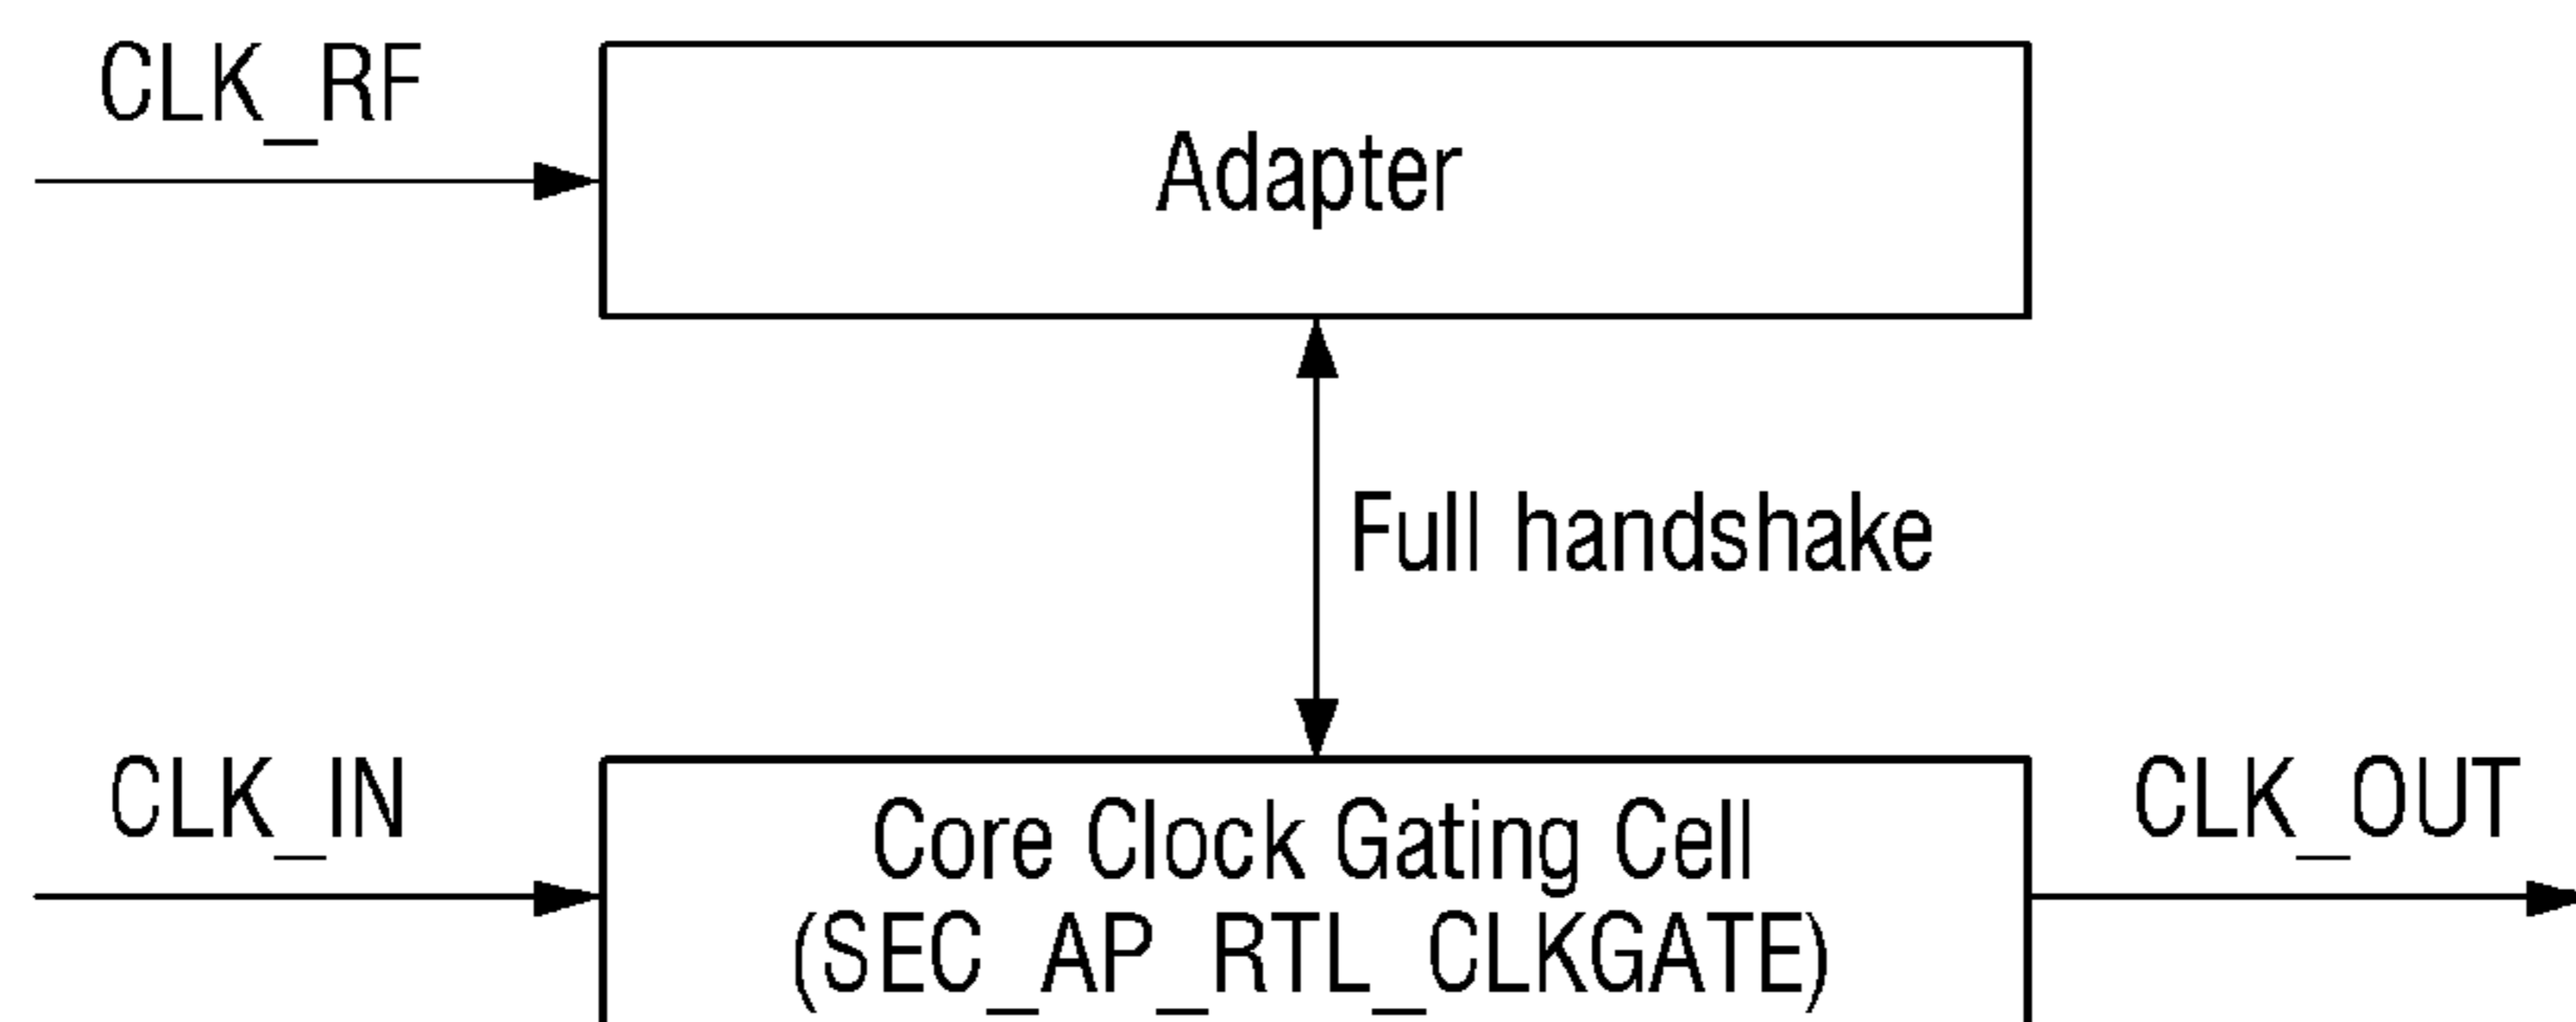 CLK_RF
Adapter
Full handshake
CLK_IN
Core Clock Gating Cell
(SEC_AP_RTL_CLKGATE)
CLK_OUT